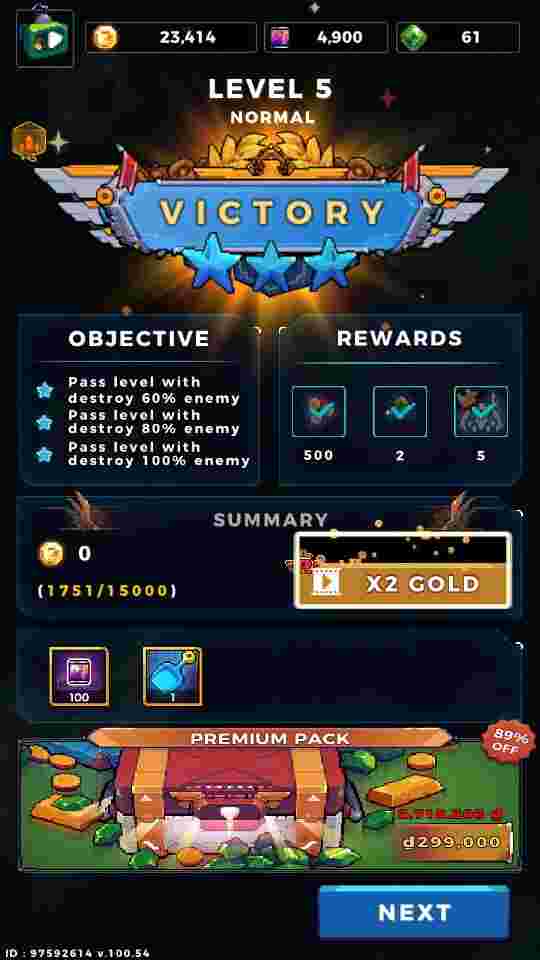 23,414 4,900 61
LEVEL 5
NORMAL
VICTORY
OBJECTIVE
Pass level with
destroy 60% enemy
Pass level with
destroy 80% enemy
Pass level with
destroy 100% enemy
REWARDS
500 2 5
SUMMARY
0
(1751/15000)
X2 GOLD
100 1
PREMIUM PACK
89%
OFF
đ299,000
NEXT
ID : 97592614 v.100.54